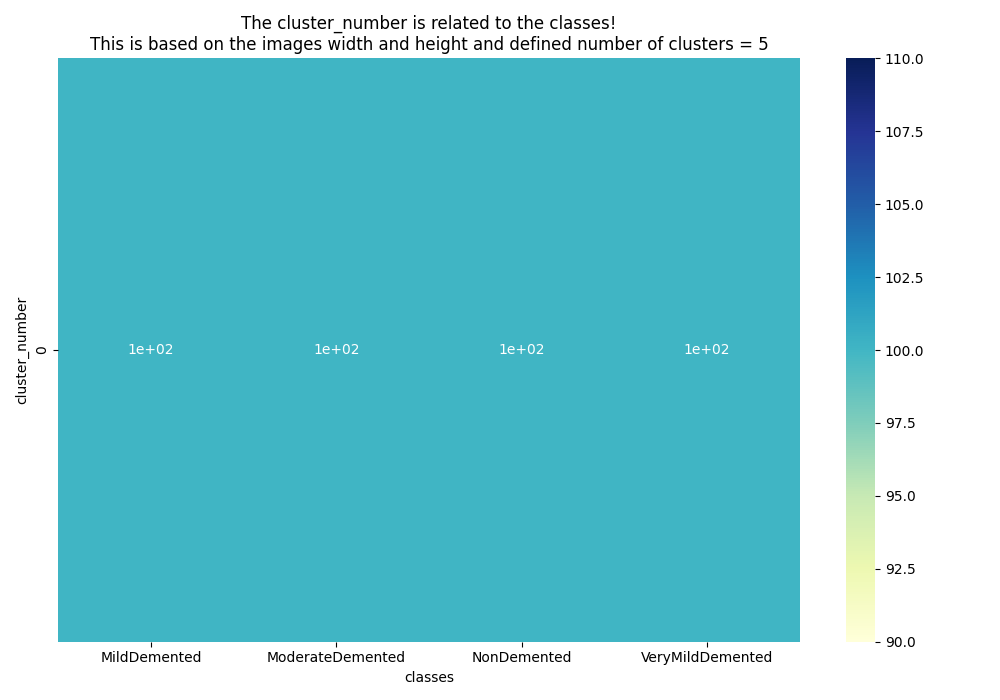 The cluster_number is related to the classes!
This is based on the images width and height and defined number of clusters = 5
cluster_number
0
1e+02 1e+02 1e+02 1e+02
MildDemented ModerateDemented NonDemented VeryMildDemented
classes
110.0
107.5
105.0
102.5
100.0
97.5
95.0
92.5
90.0